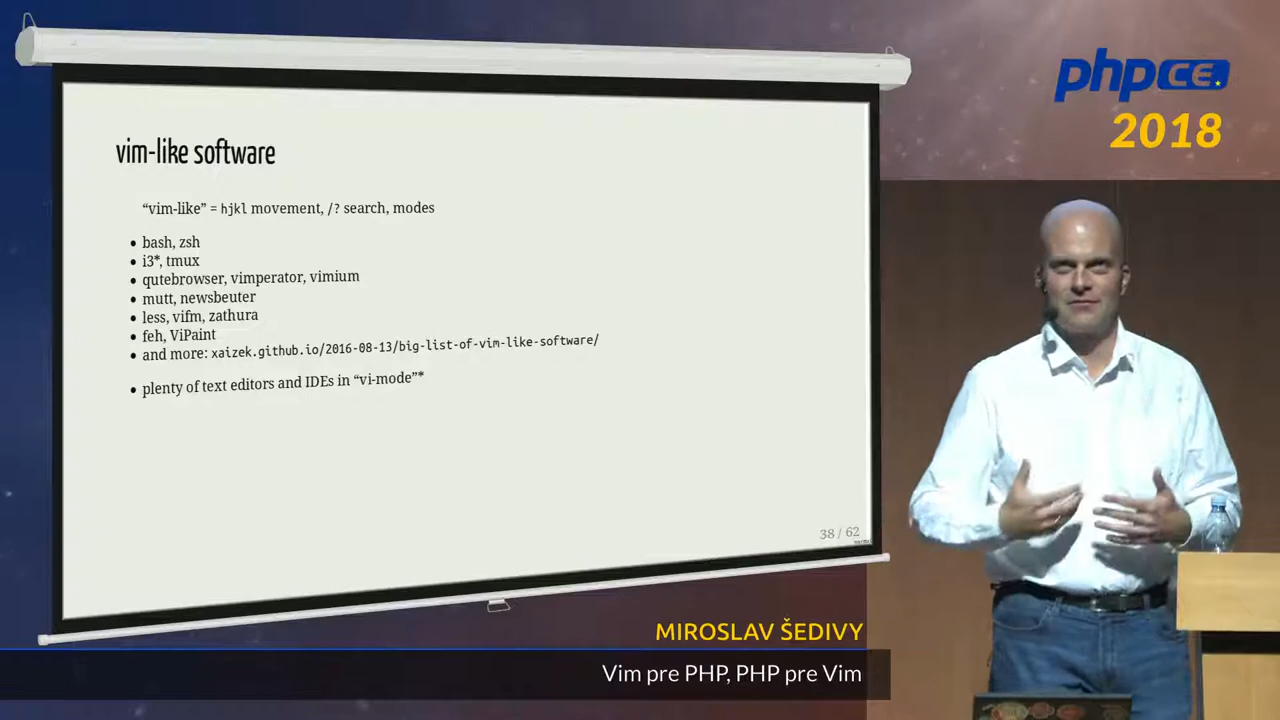 phpce.
2018
vim-like software
“vim-like” = hjkl movement, /? search, modes
• bash, zsh
• i3*, tmux
• qutebrowser, vimperator, vimium
• mutt, newsbeuter
• less, vifm, zathura
• feh, ViPaint
• and more: xaizek.github.io/2016-08-13/big-list-of-vim-like-software/
• plenty of text editors and IDEs in “vi-mode”*
38 / 62
MIROSLAV ŠEDIVY
Vim pre PHP, PHP pre Vim